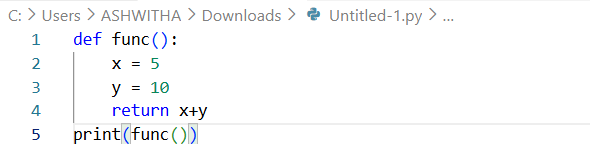 C: > Users > ASHWITHA > Downloads > Untitled-1.py > ...
1 def func():
2     x = 5
3     y = 10
4     return x+y
5 print(func())